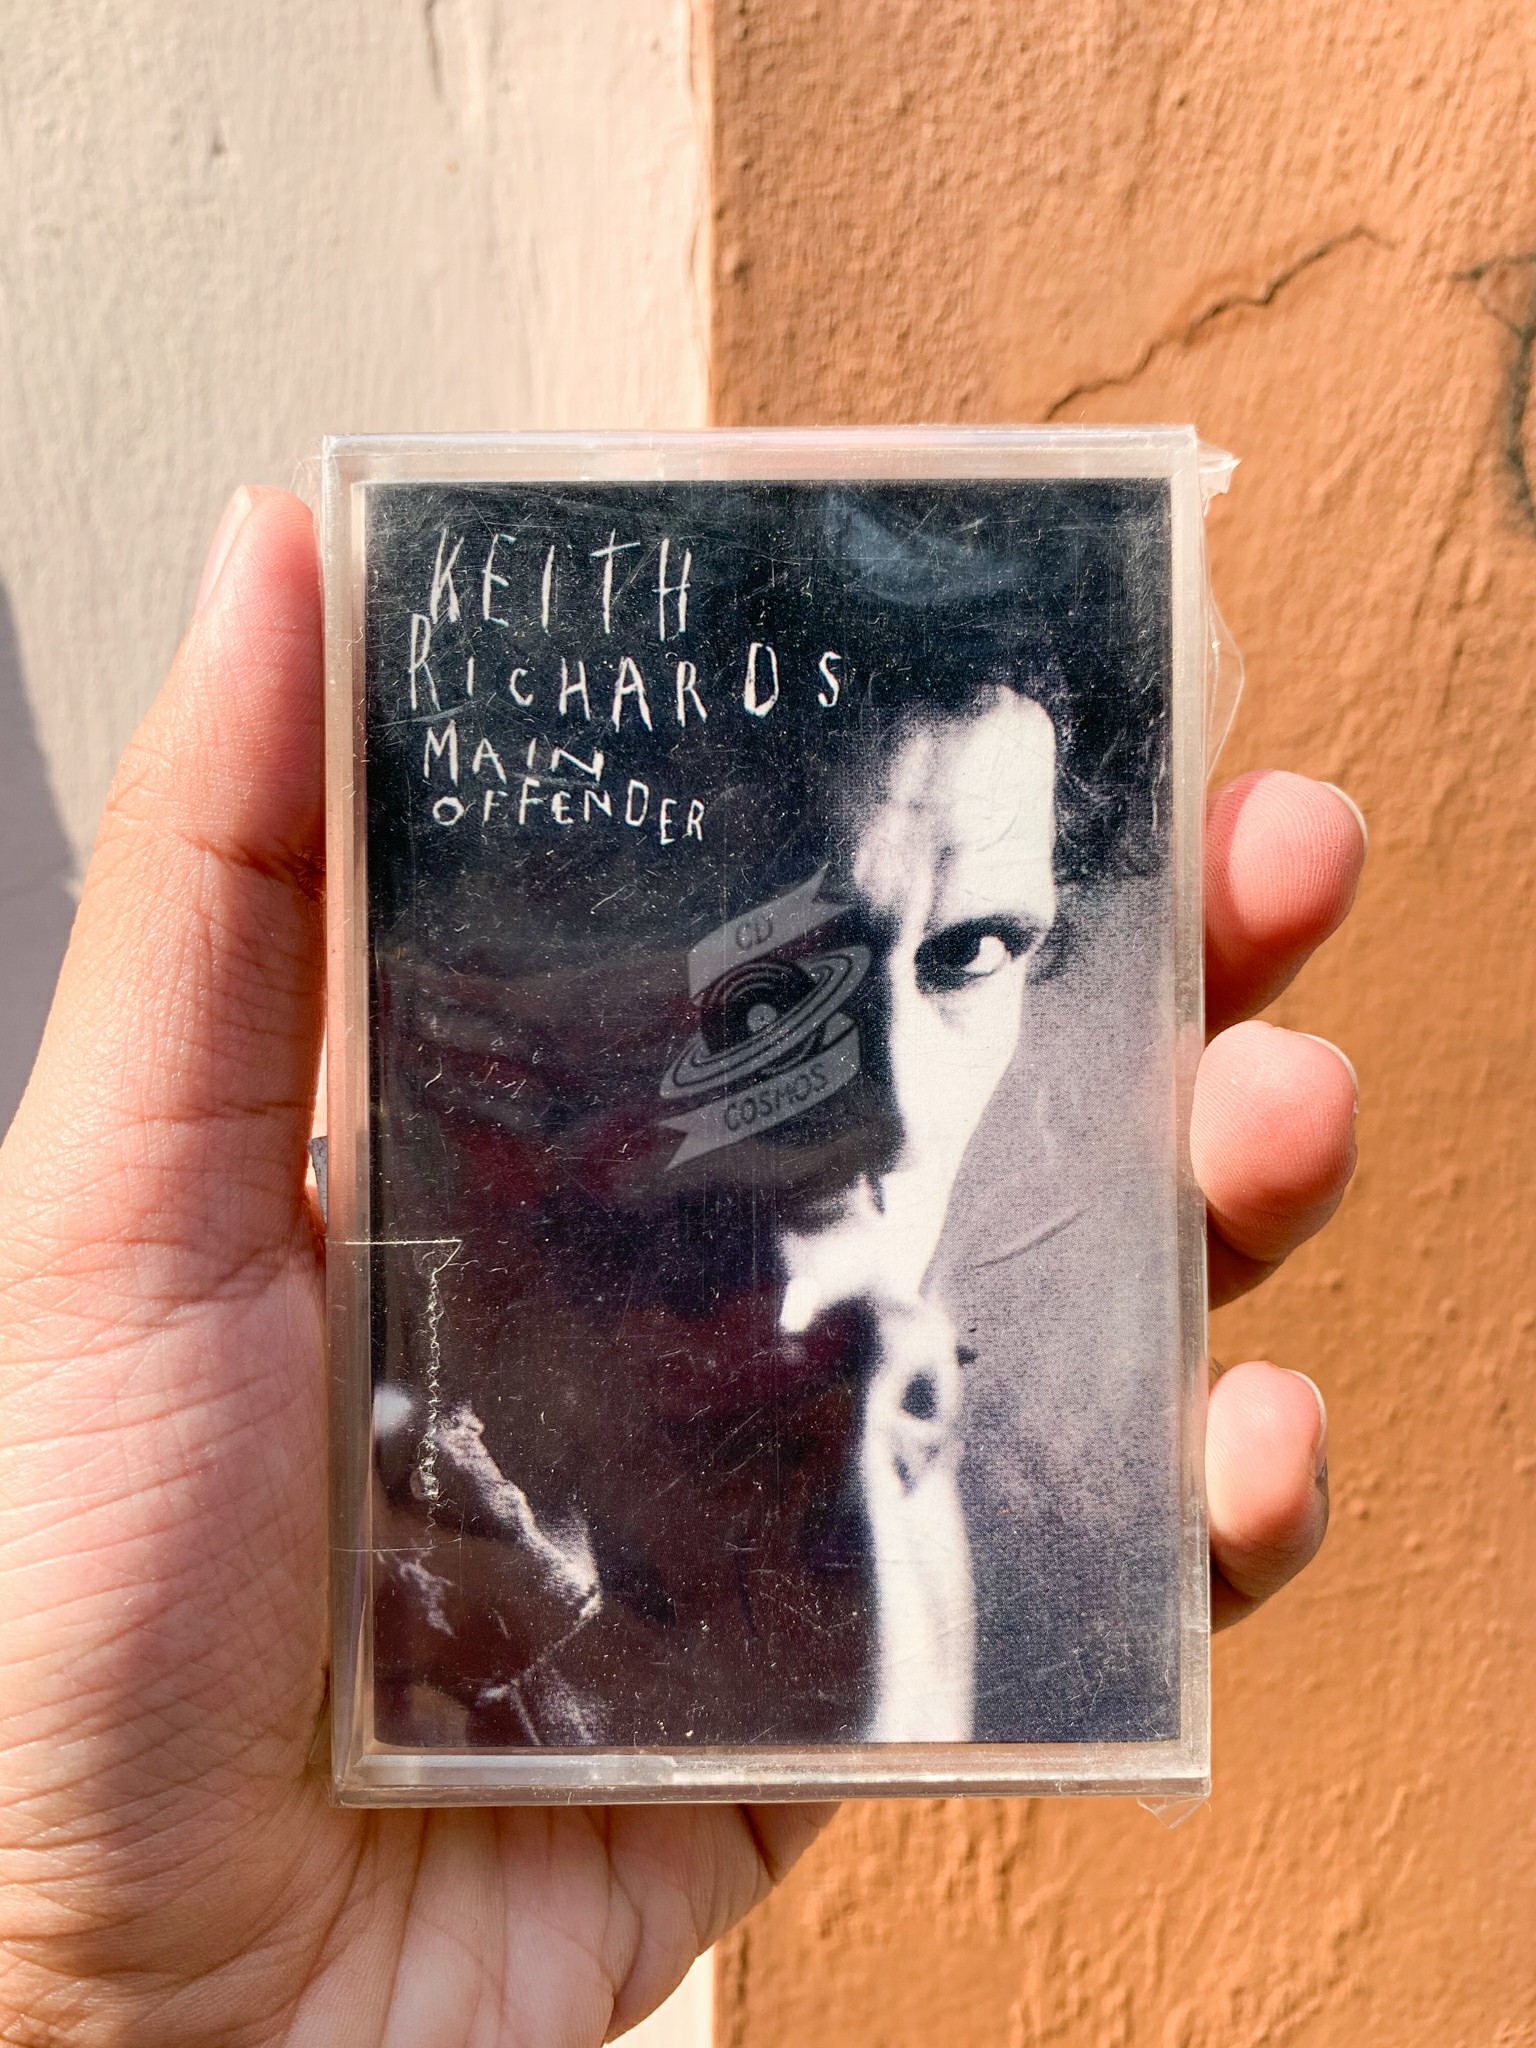 KEITH
RICHARDS
MAIN
OFFENDER
CD
COSMOS